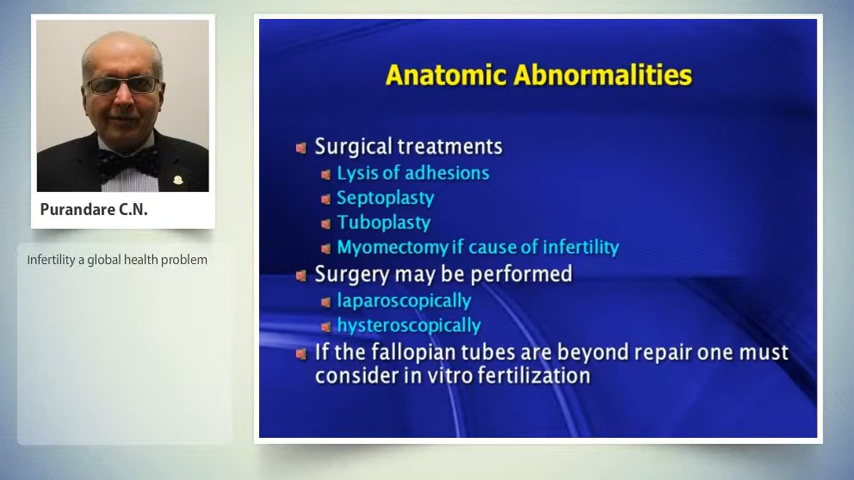 Purandare C.N.
Infertility a global health problem
Anatomic Abnormalities
Surgical treatments
Lysis of adhesions
Septoplasty
Tuboplasty
Myomectomy if cause of infertility
Surgery may be performed
laparoscopically
hysteroscopically
If the fallopian tubes are beyond repair one must
consider in vitro fertilization